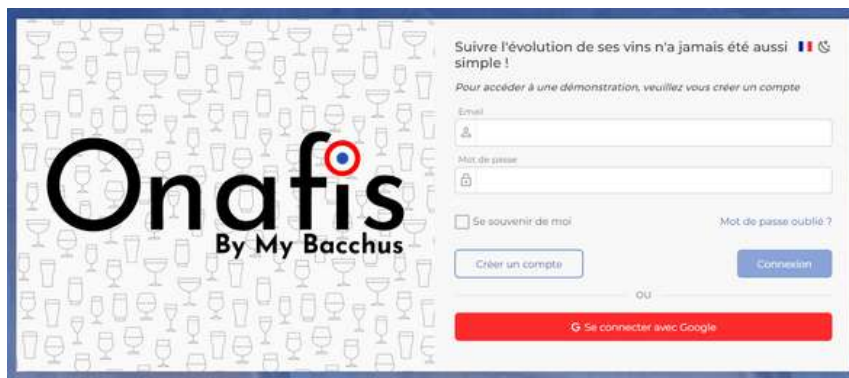 Onafis
By My Bacchus
Suivre l'évolution de ses vins n'a jamais été aussi
simple !
Pour accéder à une démonstration, veuillez vous créer un compte
Email
Mot de passe
Se souvenir de moi
Mot de passe oublié ?
Créer un compte
Connexion
OU
G Se connecter avec Google